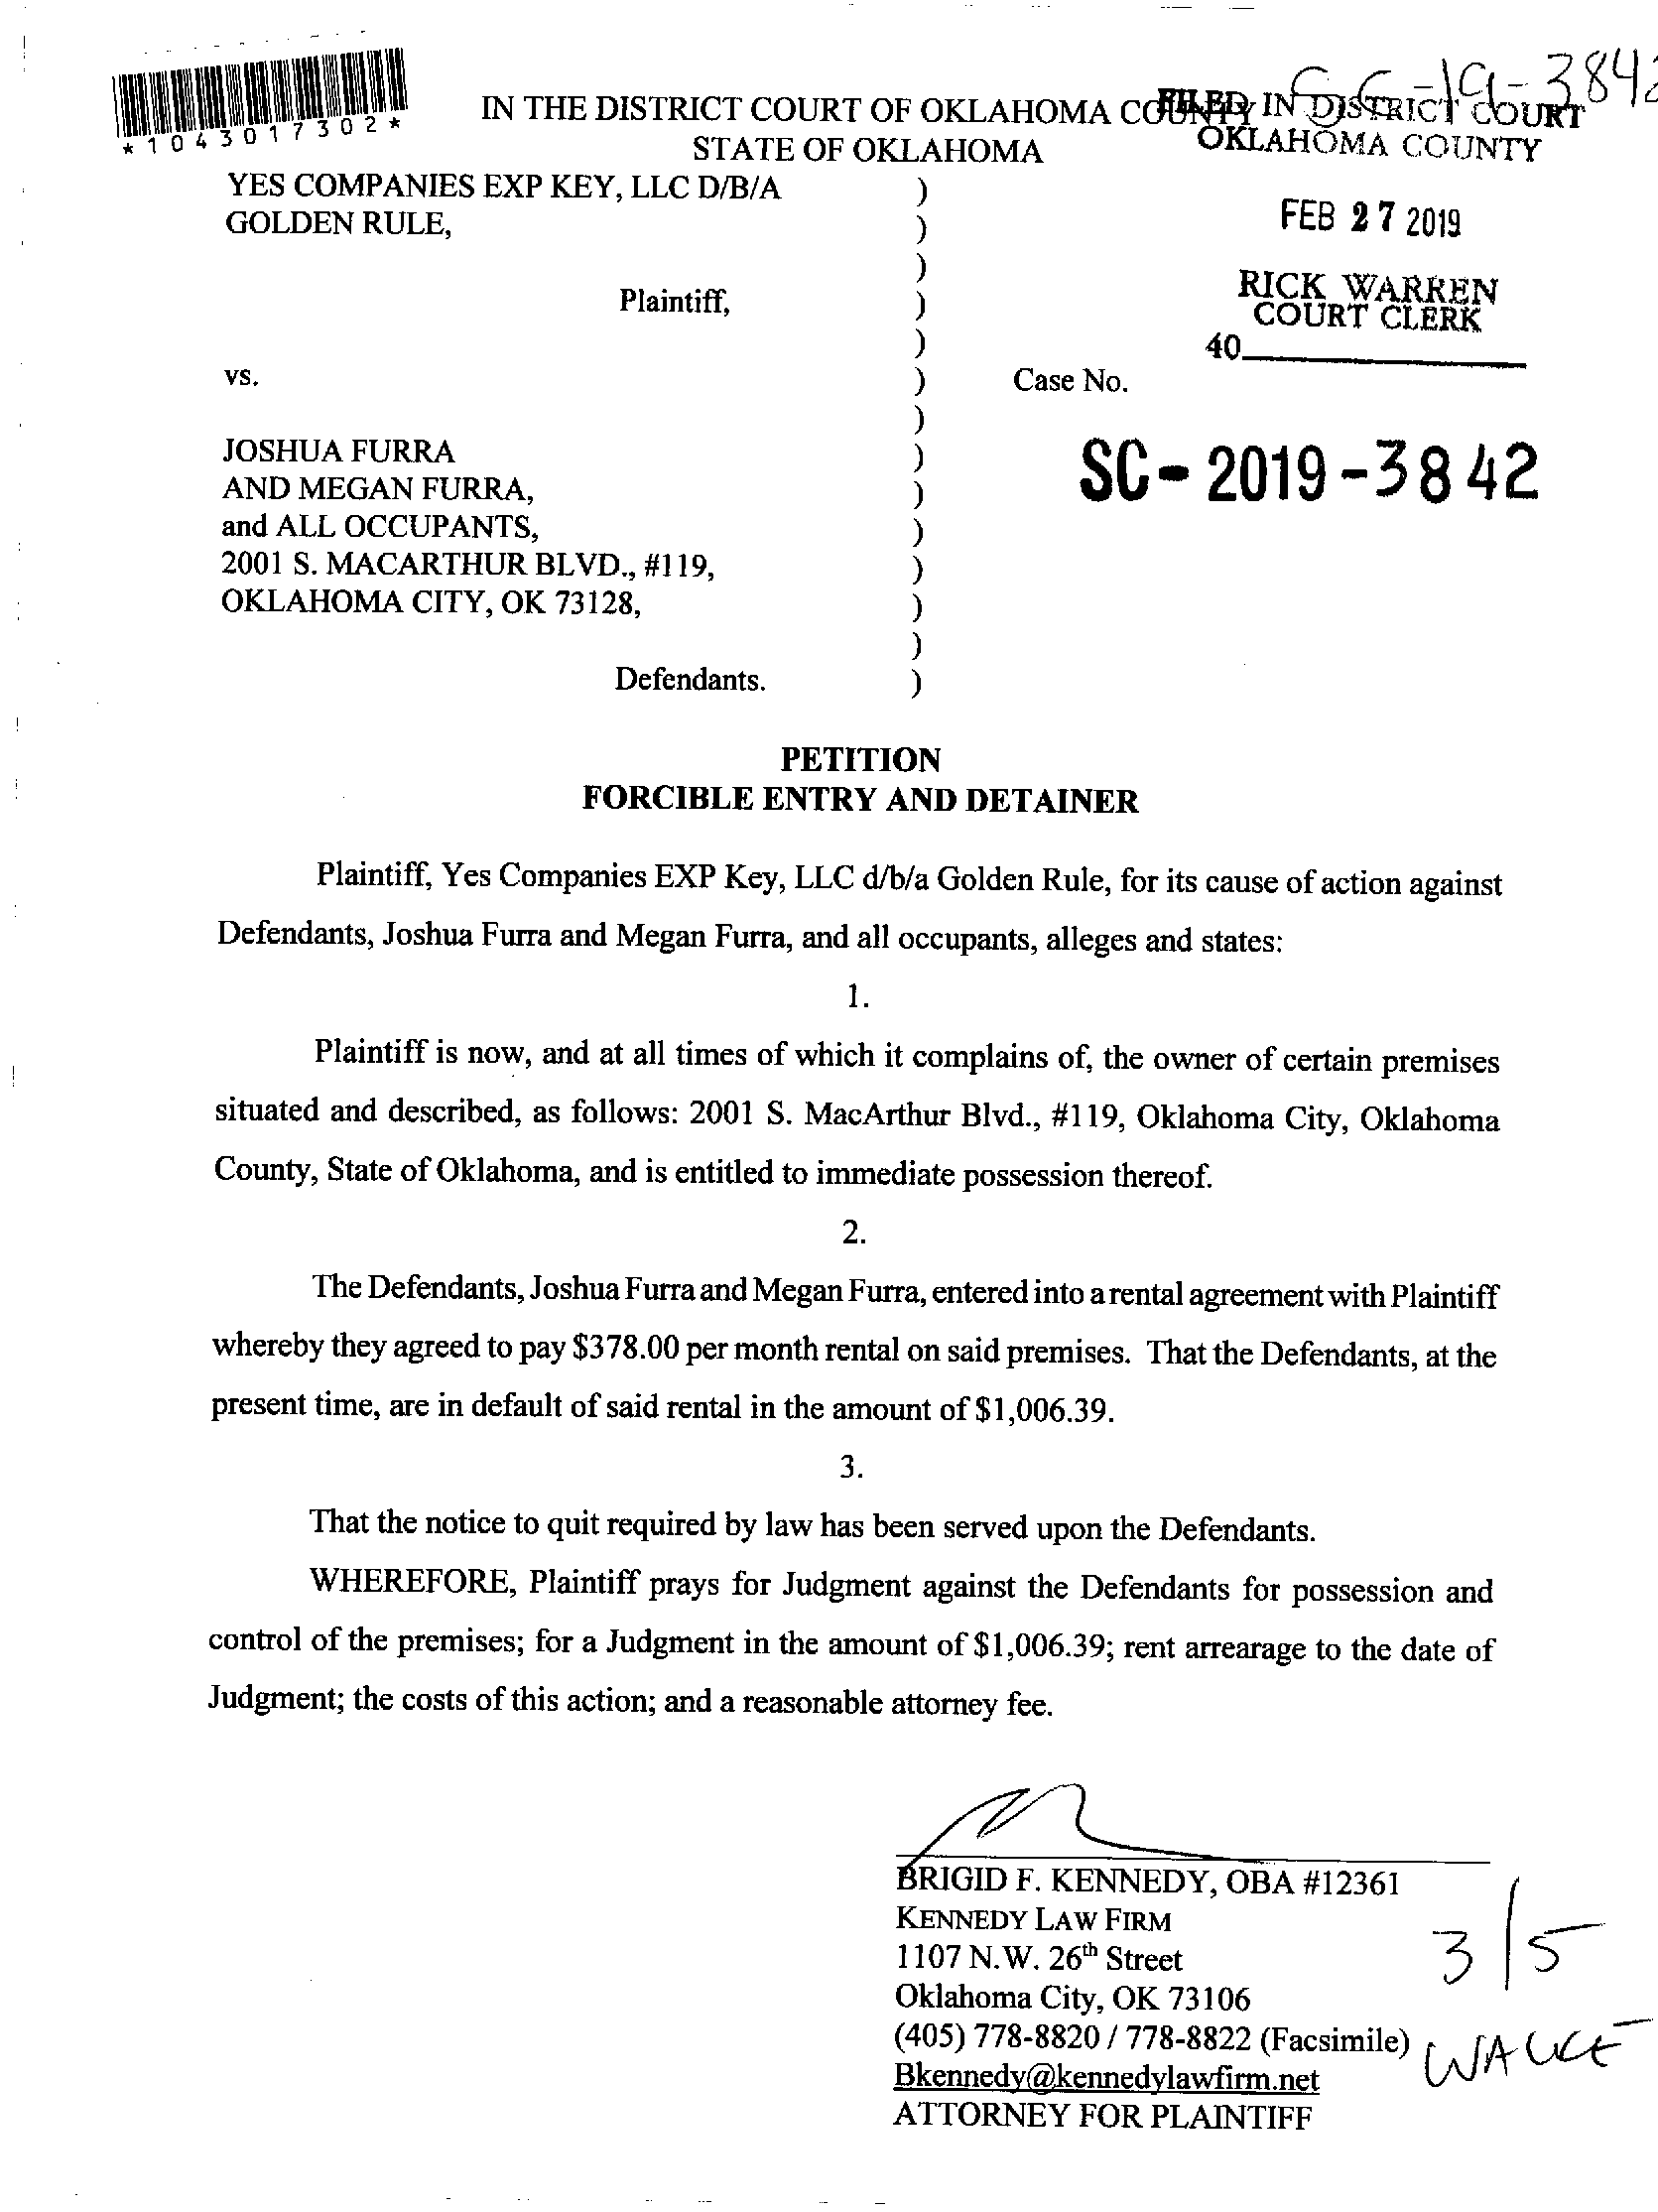 *1043017302*
SC-19-3842
IN THE DISTRICT COURT OF OKLAHOMA COUNTY
STATE OF OKLAHOMA
FILED IN DISTRICT COURT
OKLAHOMA COUNTY
FEB 27 2019
RICK WARREN
COURT CLERK
40
YES COMPANIES EXP KEY, LLC D/B/A )
GOLDEN RULE, )
)
Plaintiff, )
)
vs. ) Case No.
)
JOSHUA FURRA ) SC-2019-3842
AND MEGAN FURRA, )
and ALL OCCUPANTS, )
2001 S. MACARTHUR BLVD., #119, )
OKLAHOMA CITY, OK 73128, )
)
Defendants. )
PETITION
FORCIBLE ENTRY AND DETAINER
Plaintiff, Yes Companies EXP Key, LLC d/b/a Golden Rule, for its cause of action against
Defendants, Joshua Furra and Megan Furra, and all occupants, alleges and states:
1.
Plaintiff is now, and at all times of which it complains of, the owner of certain premises
situated and described, as follows: 2001 S. MacArthur Blvd., #119, Oklahoma City, Oklahoma
County, State of Oklahoma, and is entitled to immediate possession thereof.
2.
The Defendants, Joshua Furra and Megan Furra, entered into a rental agreement with Plaintiff
whereby they agreed to pay $378.00 per month rental on said premises. That the Defendants, at the
present time, are in default of said rental in the amount of $1,006.39.
3.
That the notice to quit required by law has been served upon the Defendants.
WHEREFORE, Plaintiff prays for Judgment against the Defendants for possession and
control of the premises; for a Judgment in the amount of $1,006.39; rent arrearage to the date of
Judgment; the costs of this action; and a reasonable attorney fee.
BRIGID F. KENNEDY, OBA #12361
KENNEDY LAW FIRM
1107 N.W. 26th Street
Oklahoma City, OK 73106
(405) 778-8820 / 778-8822 (Facsimile)
Bkennedy@kennedylawfirm.net
ATTORNEY FOR PLAINTIFF
3/5